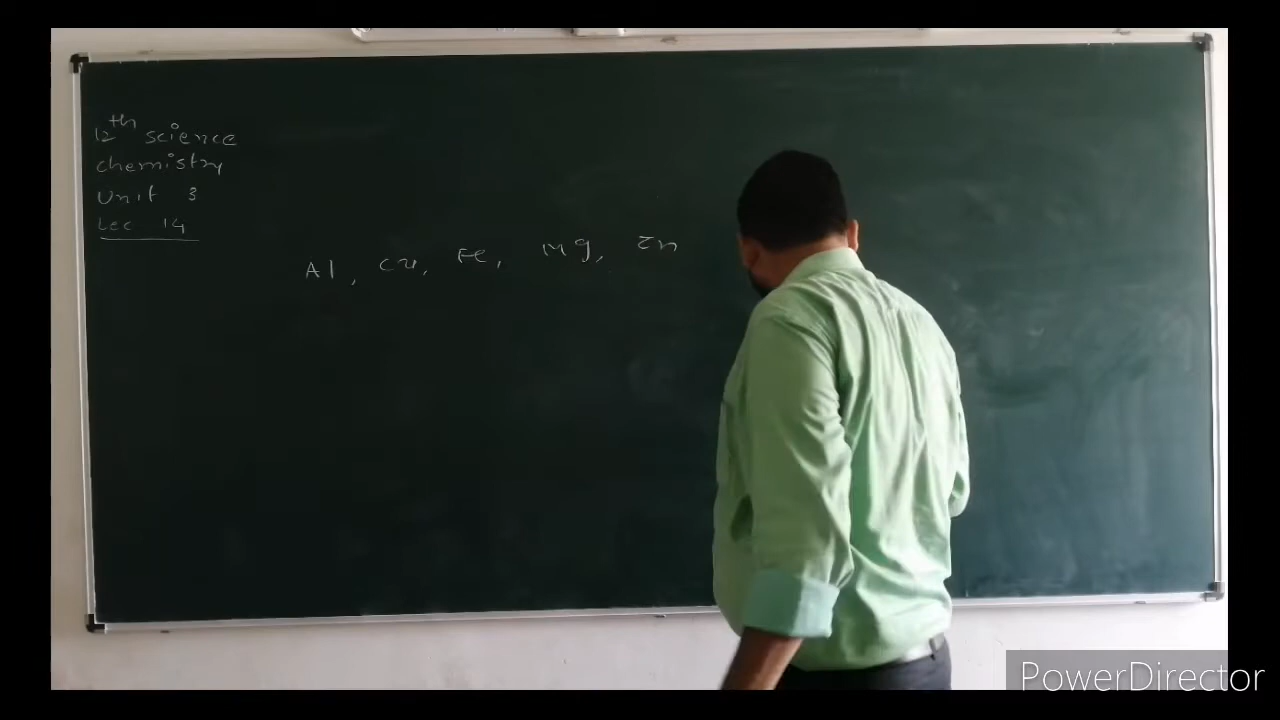 12th science
chemistry
Unit 3
Lec 14
Al, Cu, Fe, Mg, Zn
PowerDirector